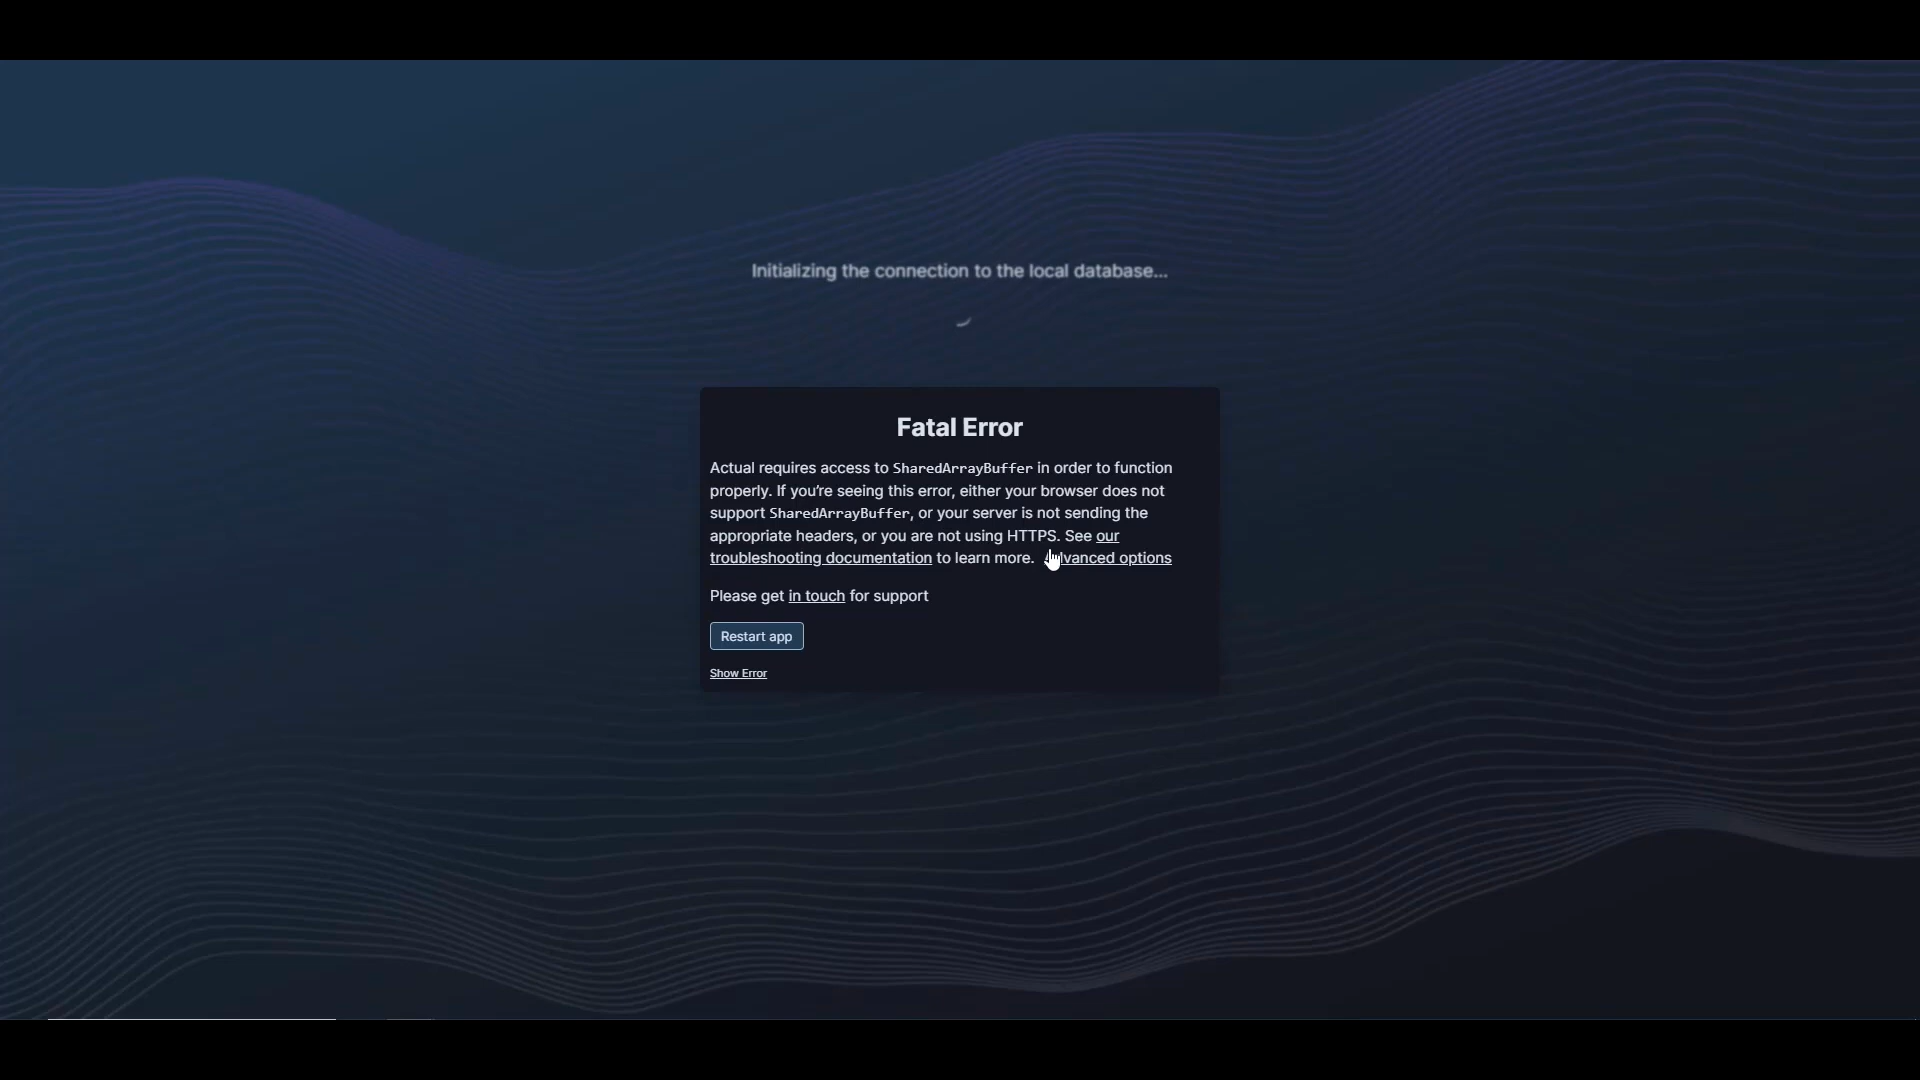 Initializing the connection to the local database...
Fatal Error
Actual requires access to SharedArrayBuffer in order to function
properly. If you're seeing this error, either your browser does not
support SharedArrayBuffer, or your server is not sending the
appropriate headers, or you are not using HTTPS. See our
troubleshooting documentation to learn more. Advanced options
Please get in touch for support
Restart app
Show Error